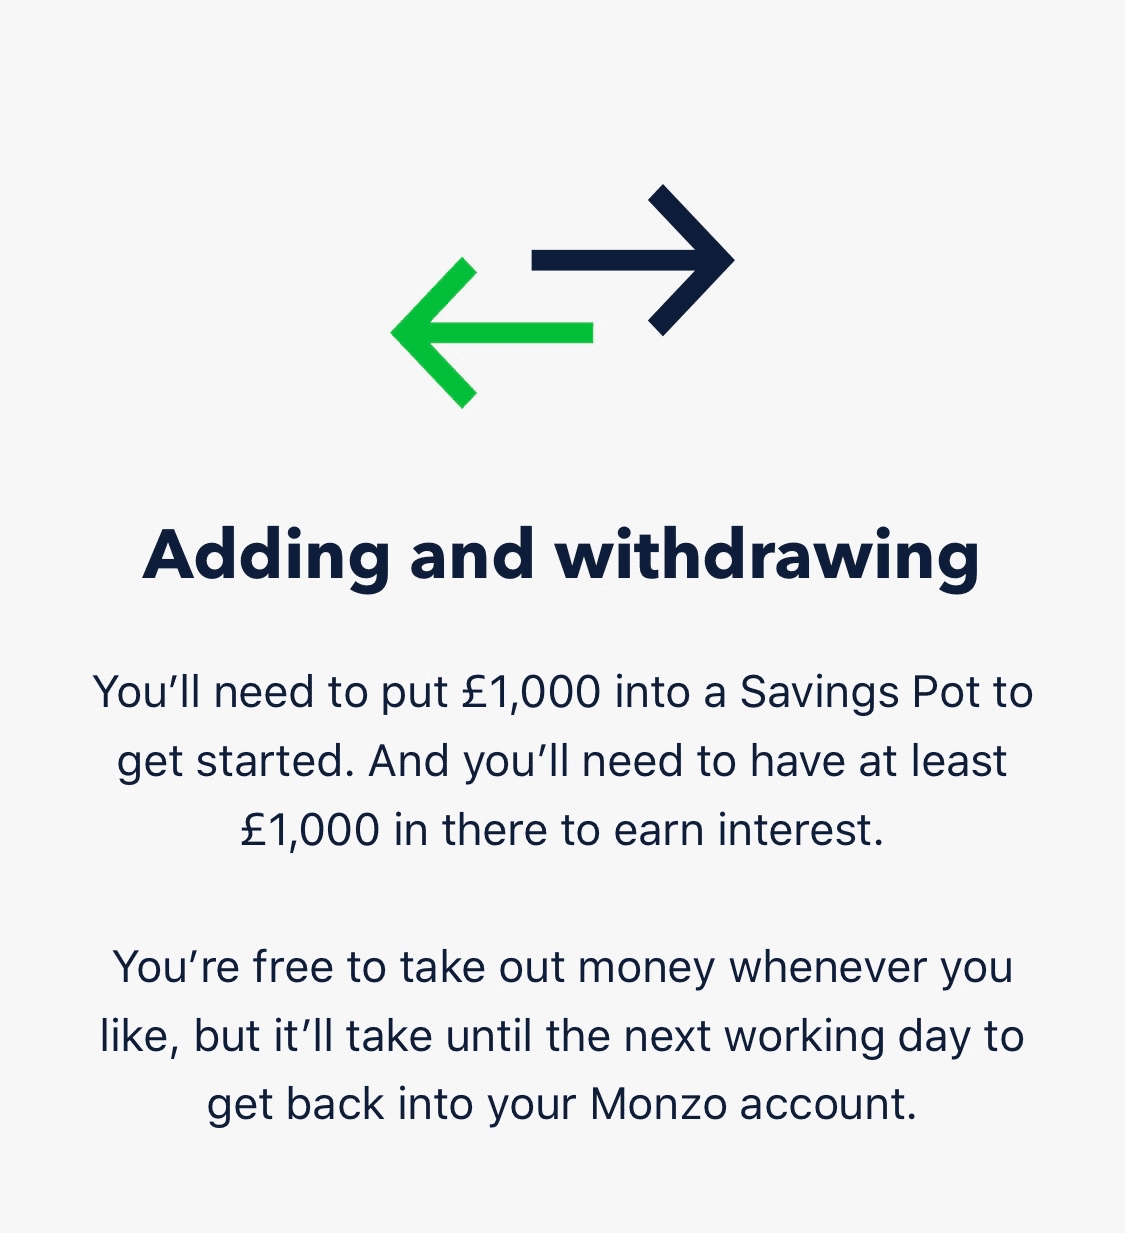 Adding and withdrawing
You’ll need to put £1,000 into a Savings Pot to
get started. And you’ll need to have at least
£1,000 in there to earn interest.
You’re free to take out money whenever you
like, but it’ll take until the next working day to
get back into your Monzo account.